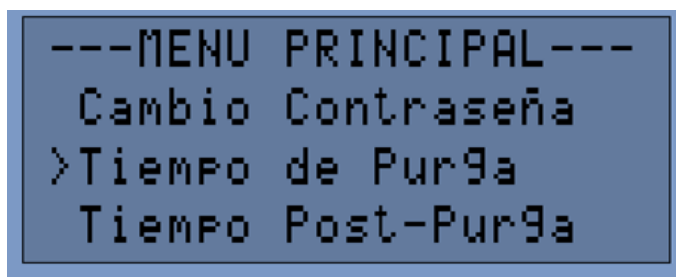 ---MENU PRINCIPAL---
Cambio Contraseña
>Tiempo de Purga
Tiempo Post-Purga